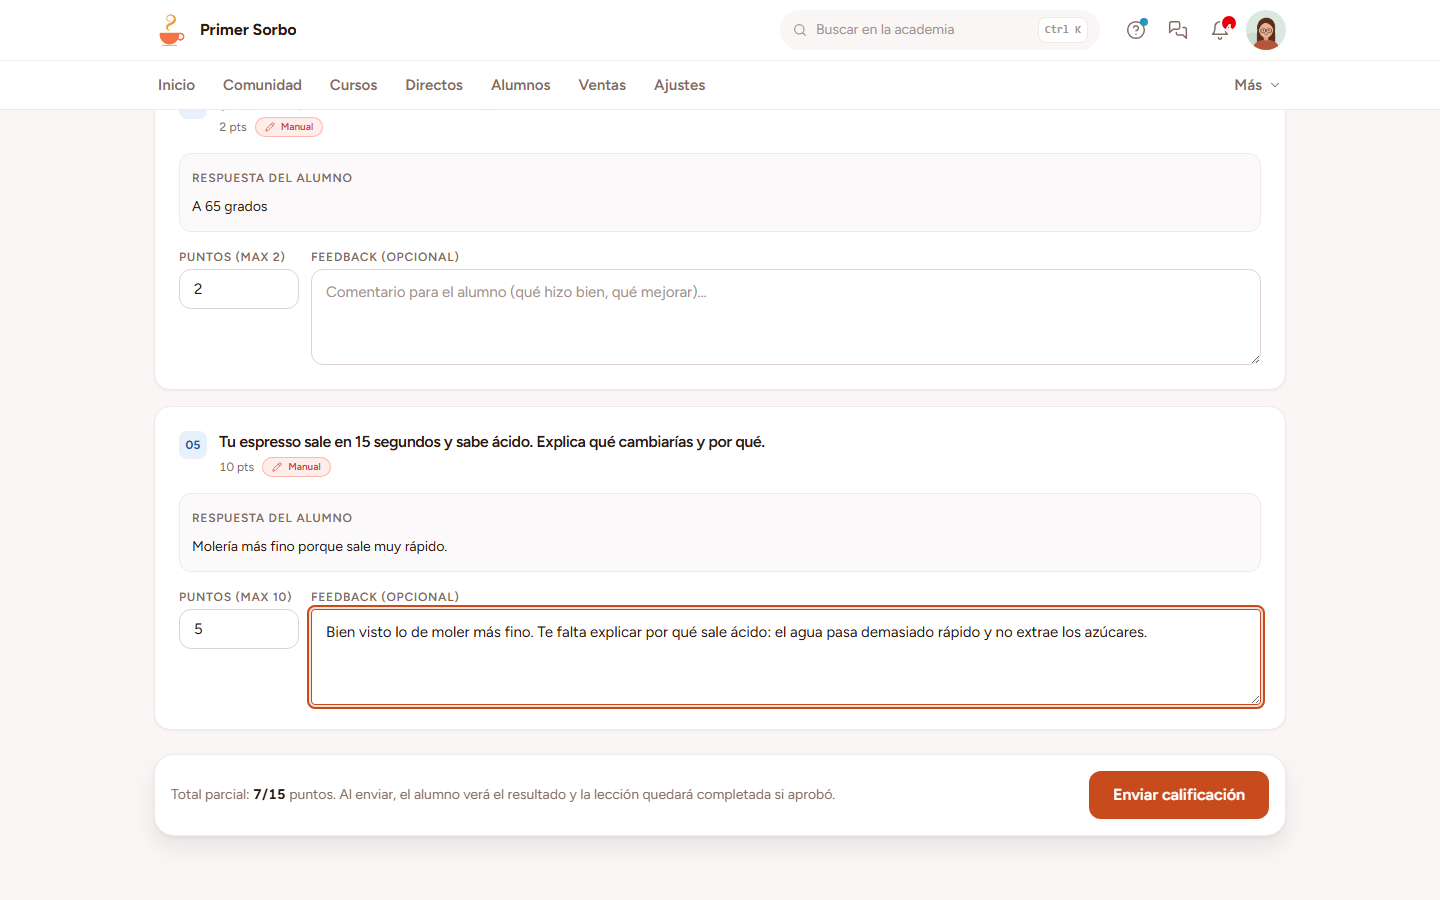 Primer Sorbo
Buscar en la academia
Ctrl K
Inicio
Comunidad
Cursos
Directos
Alumnos
Ventas
Ajustes
Más
2 pts
Manual
RESPUESTA DEL ALUMNO
A 65 grados
PUNTOS (MAX 2)
FEEDBACK (OPCIONAL)
2
Comentario para el alumno (qué hizo bien, qué mejorar)...
05
Tu espresso sale en 15 segundos y sabe ácido. Explica qué cambiarías y por qué.
10 pts
Manual
RESPUESTA DEL ALUMNO
Molería más fino porque sale muy rápido.
PUNTOS (MAX 10)
FEEDBACK (OPCIONAL)
5
Bien visto lo de moler más fino. Te falta explicar por qué sale ácido: el agua pasa demasiado rápido y no extrae los azúcares.
Total parcial: 7/15 puntos. Al enviar, el alumno verá el resultado y la lección quedará completada si aprobó.
Enviar calificación